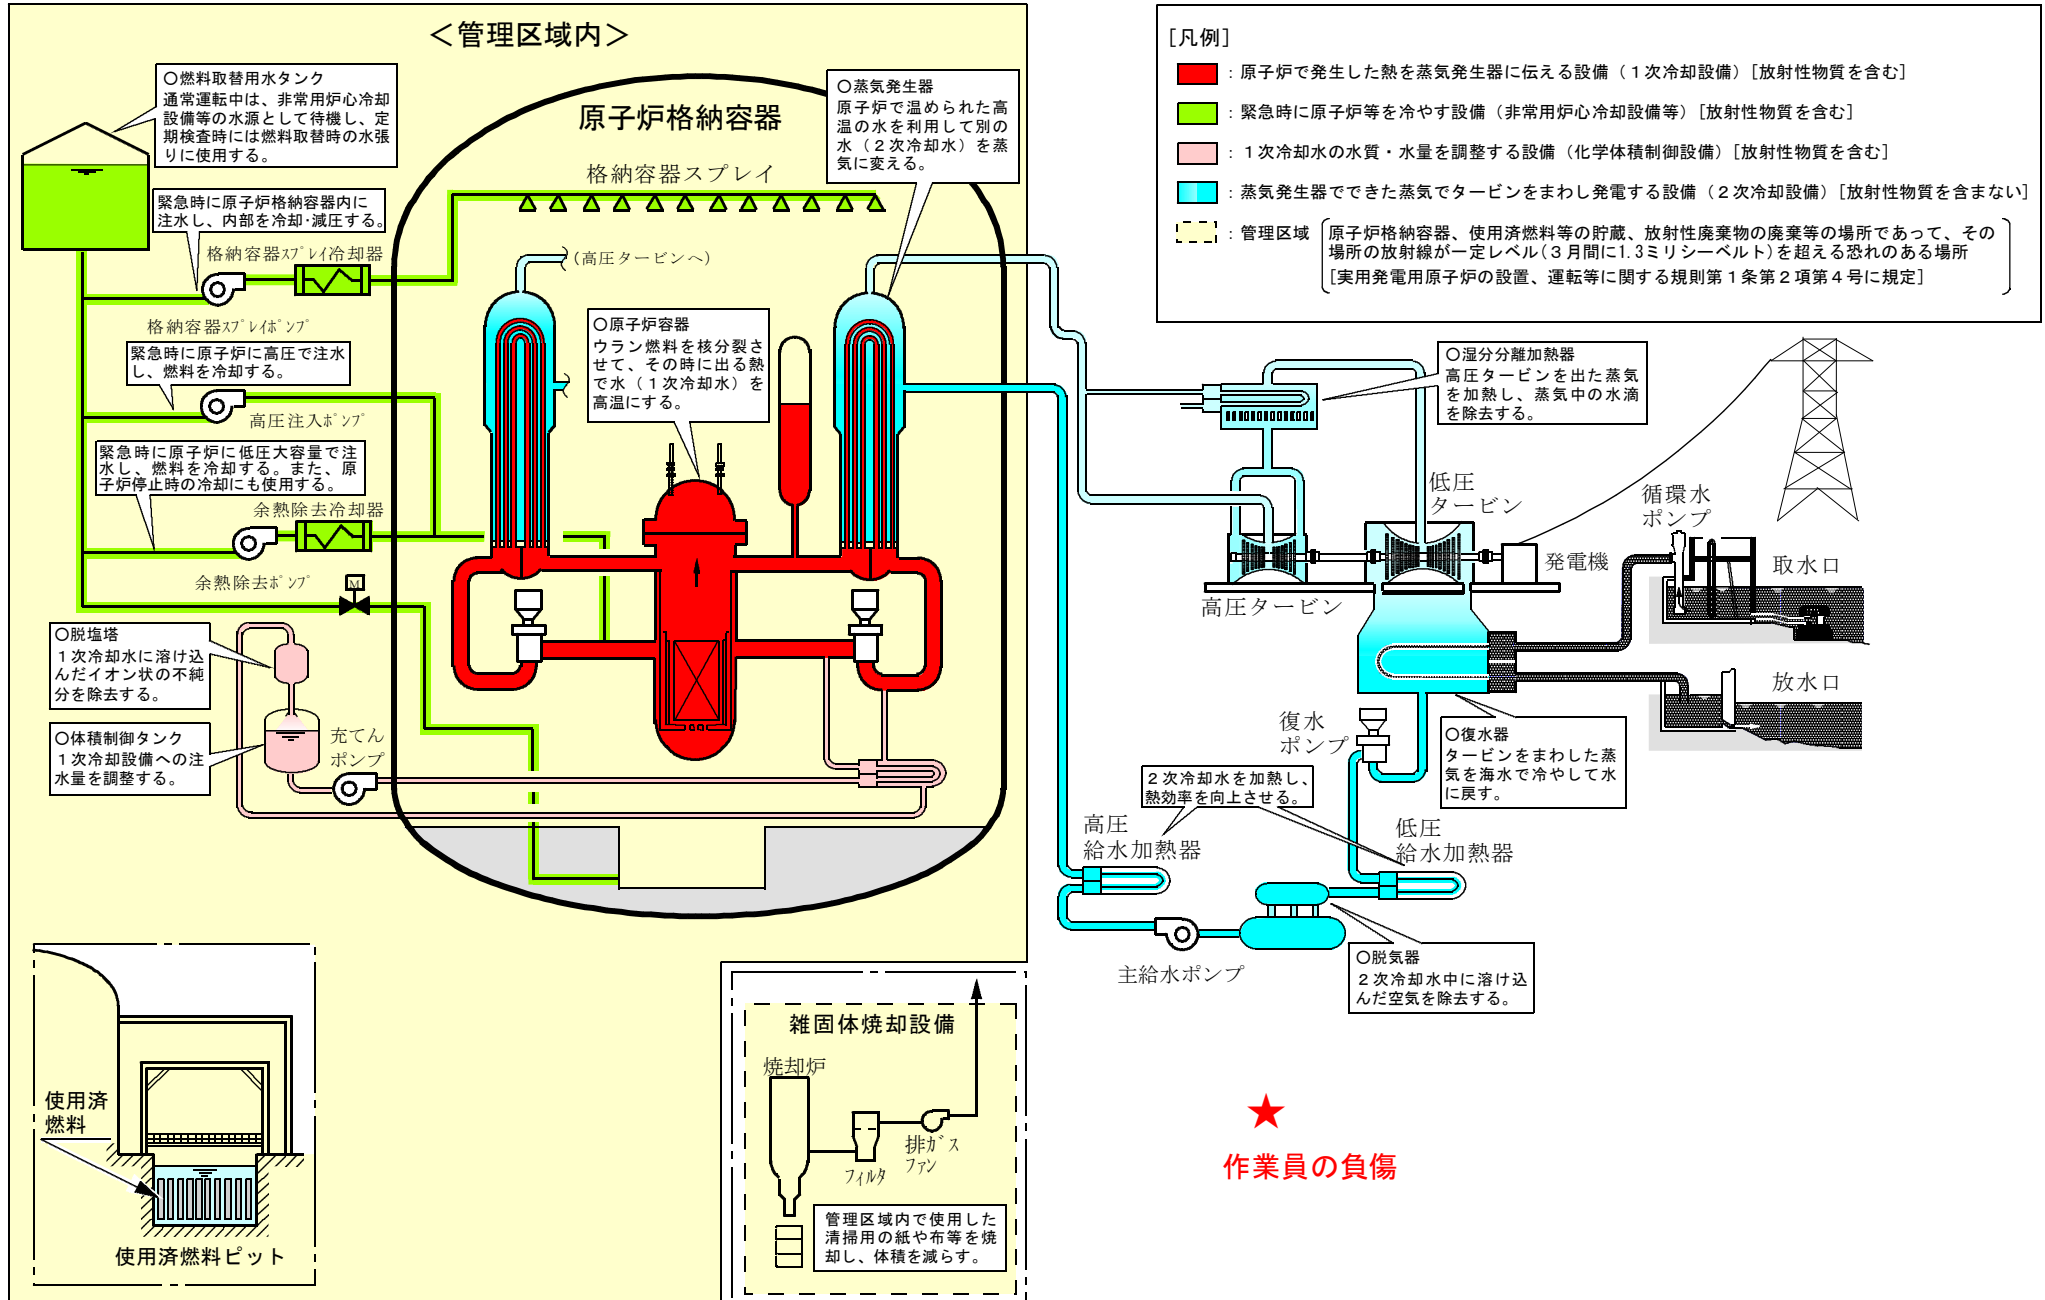 ＜管理区域内＞
○燃料取替用水タンク
通常運転中は、非常用炉心冷却
設備等の水源として待機し、定
期検査時には燃料取替時の水張
りに使用する。
緊急時に原子炉格納容器内に
注水し、内部を冷却･減圧する。
格納容器ｽﾌﾟﾚｲ冷却器
格納容器ｽﾌﾟﾚｲﾎﾟﾝﾌﾟ
緊急時に原子炉に高圧で注水
し、燃料を冷却する。
高圧注入ﾎﾟﾝﾌﾟ
緊急時に原子炉に低圧大容量で注
水し、燃料を冷却する。また、原
子炉停止時の冷却にも使用する。
余熱除去冷却器
余熱除去ﾎﾟﾝﾌﾟ
M
○脱塩塔
１次冷却水に溶け込
んだイオン状の不純
分を除去する。
○体積制御タンク
１次冷却設備への注
水量を調整する。
充てん
ポンプ
原子炉格納容器
格納容器スプレイ
(高圧タービンへ)
○蒸気発生器
原子炉で温められた高
温の水を利用して別の
水（２次冷却水）を蒸
気に変える。
○原子炉容器
ウラン燃料を核分裂さ
せて、その時に出る熱
で水（１次冷却水）を
高温にする。
[凡例]
：原子炉で発生した熱を蒸気発生器に伝える設備（１次冷却設備）[放射性物質を含む]
：緊急時に原子炉等を冷やす設備（非常用炉心冷却設備等）[放射性物質を含む]
：１次冷却水の水質・水量を調整する設備（化学体積制御設備）[放射性物質を含む]
：蒸気発生器でできた蒸気でタービンをまわし発電する設備（２次冷却設備）[放射性物質を含まない]
：管理区域
原子炉格納容器、使用済燃料等の貯蔵、放射性廃棄物の廃棄等の場所であって、その
場所の放射線が一定レベル(３月間に1.3ミリシーベルト)を超える恐れのある場所
[実用発電用原子炉の設置、運転等に関する規則第１条第２項第４号に規定]
○湿分分離加熱器
高圧タービンを出た蒸気
を加熱し、蒸気中の水滴
を除去する。
低圧
タービン
高圧タービン
発電機
循環水
ポンプ
取水口
放水口
復水
ポンプ
○復水器
タービンをまわした蒸
気を海水で冷やして水
に戻す。
２次冷却水を加熱し、
熱効率を向上させる。
高圧
給水加熱器
低圧
給水加熱器
主給水ポンプ
○脱気器
２次冷却水中に溶け込
んだ空気を除去する。
使用済
燃料
使用済燃料ピット
雑固体焼却設備
焼却炉
ﾌｨﾙﾀ
排ｶﾞｽ
ﾌｧﾝ
管理区域内で使用した
清掃用の紙や布等を焼
却し、体積を減らす。
★
作業員の負傷